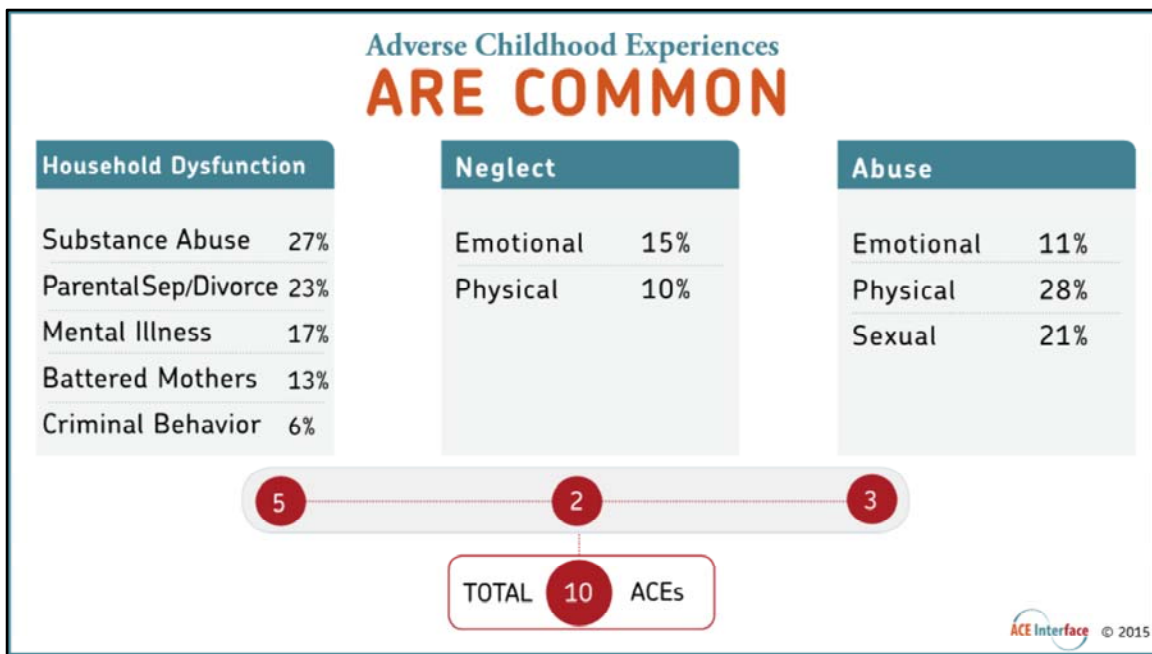 Adverse Childhood Experiences
ARE COMMON
Household Dysfunction
Substance Abuse 27%
Parental Sep/Divorce 23%
Mental Illness 17%
Battered Mothers 13%
Criminal Behavior 6%
Neglect
Emotional 15%
Physical 10%
Abuse
Emotional 11%
Physical 28%
Sexual 21%
5
2
3
TOTAL 10 ACEs
ACE Interface © 2015